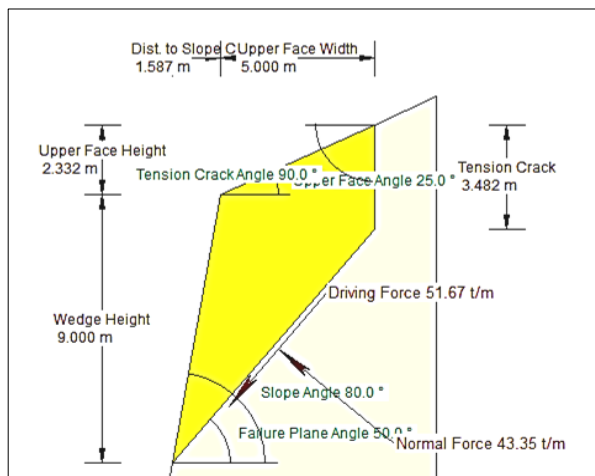 Dist. to Slope C
1.587 m
Upper Face Width
5.000 m
Upper Face Height
2.332 m
Tension Crack Angle 90.0 °
Upper Face Angle 25.0 °
Tension Crack
3.482 m
Wedge Height
9.000 m
Driving Force 51.67 t/m
Slope Angle 80.0 °
Failure Plane Angle 50.0 °
Normal Force 43.35 t/m